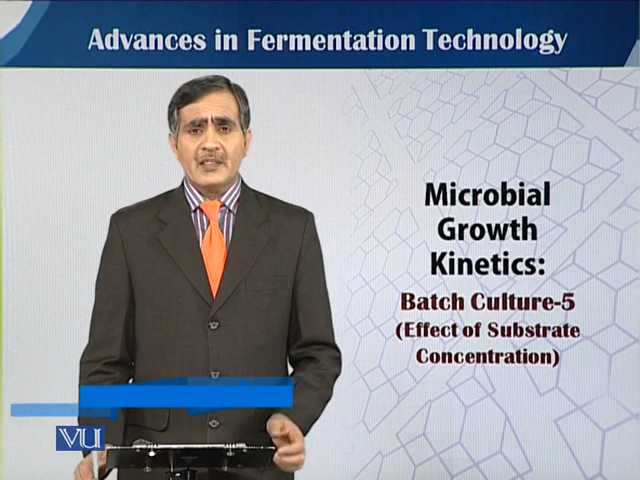 Advances in Fermentation Technology
Microbial
Growth
Kinetics:
Batch Culture-5
(Effect of Substrate
Concentration)
VU